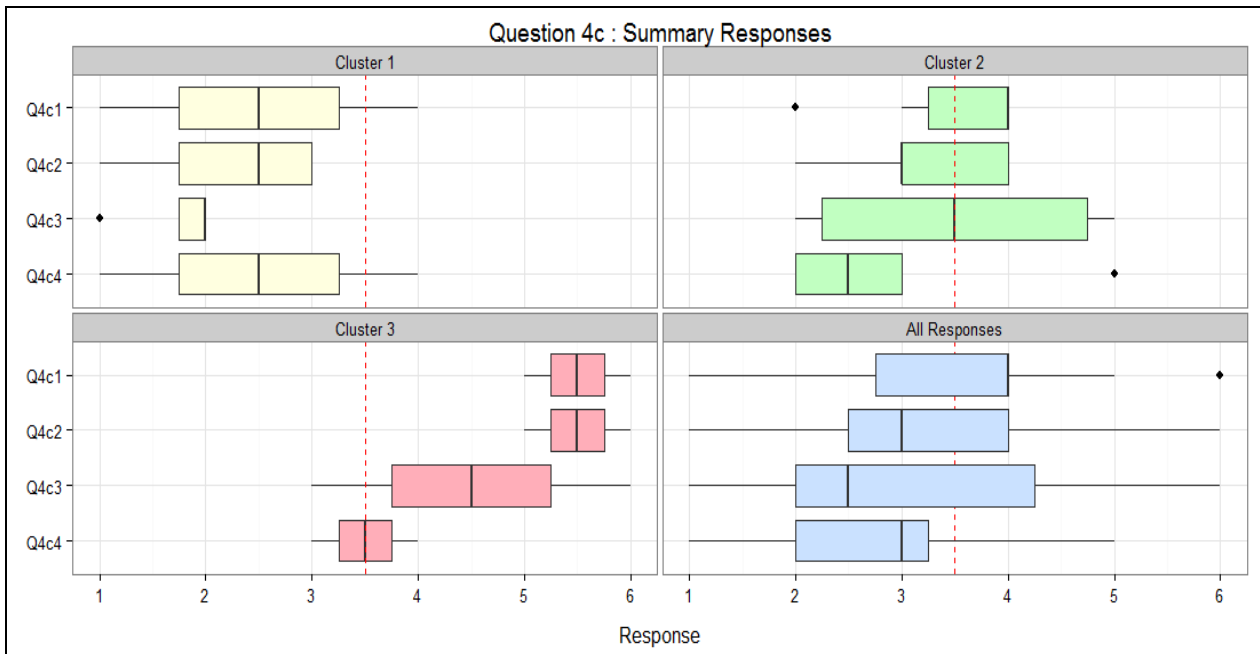 Question 4c : Summary Responses
Cluster 1
Cluster 2
Q4c1
Q4c2
Q4c3
Q4c4
Cluster 3
All Responses
Q4c1
Q4c2
Q4c3
Q4c4
1 2 3 4 5 6
1 2 3 4 5 6
Response